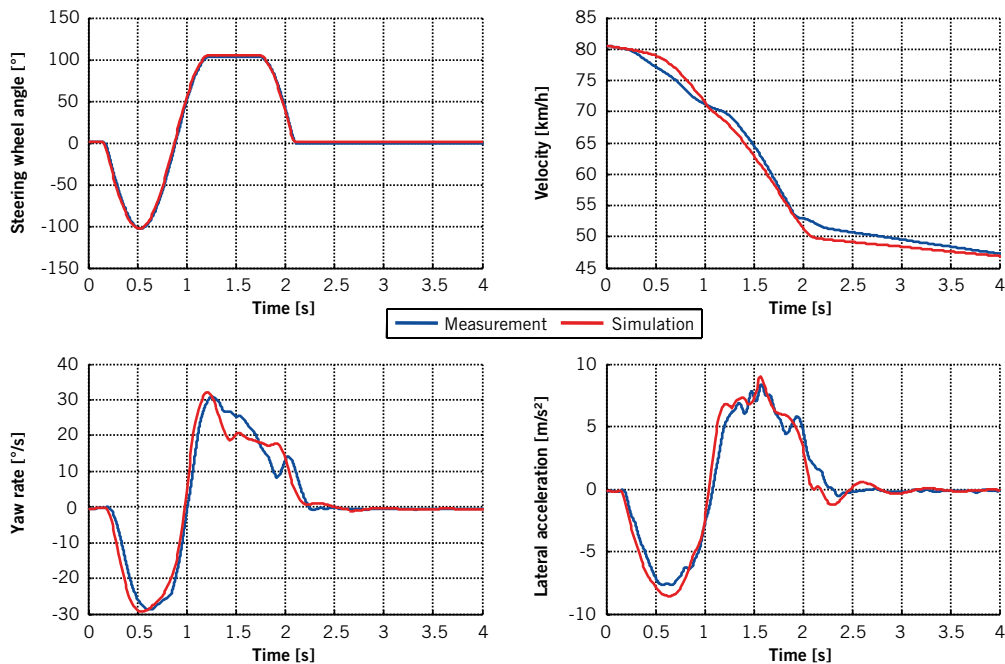 Steering wheel angle [°]
150
100
50
0
-50
-100
-150
0 0.5 1 1.5 2 2.5 3 3.5 4
Time [s]
Velocity [km/h]
85
80
75
70
65
60
55
50
45
0 0.5 1 1.5 2 2.5 3 3.5 4
Time [s]
Measurement Simulation
Yaw rate [°/s]
40
30
20
10
0
-10
-20
-30
0 0.5 1 1.5 2 2.5 3 3.5 4
Time [s]
Lateral acceleration [m/s²]
10
5
0
-5
-10
0 0.5 1 1.5 2 2.5 3 3.5 4
Time [s]